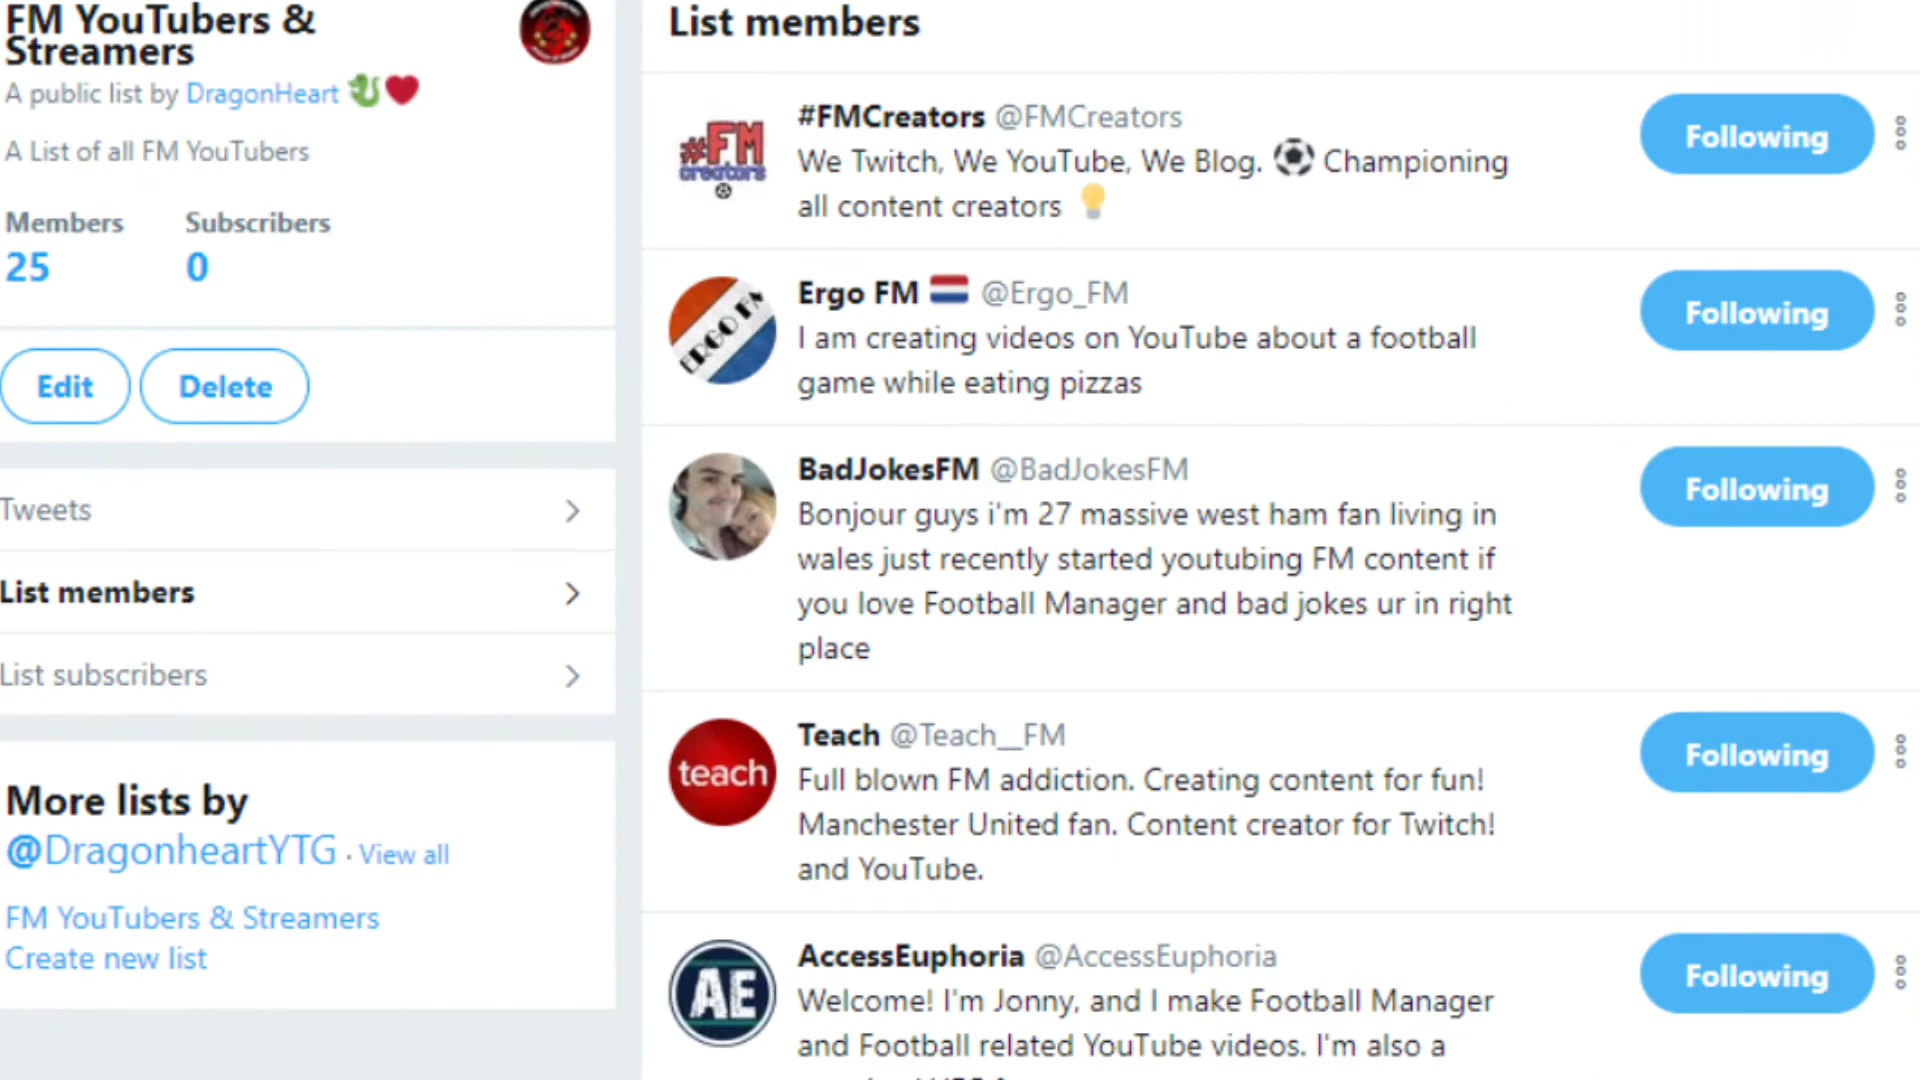 FM YouTubers &
Streamers
A public list by DragonHeart
A List of all FM YouTubers
Members Subscribers
25 0
Edit Delete
Tweets
List members
List subscribers
More lists by
@DragonheartYTG · View all
FM YouTubers & Streamers
Create new list
List members
#FM
creators
#FMCreators @FMCreators
We Twitch, We YouTube, We Blog. ⚽ Championing
all content creators 💡
Following
ERGO FM
Ergo FM @Ergo_FM
I am creating videos on YouTube about a football
game while eating pizzas
Following
BadJokesFM @BadJokesFM
Bonjour guys i'm 27 massive west ham fan living in
wales just recently started youtubing FM content if
you love Football Manager and bad jokes ur in right
place
Following
teach
Teach @Teach__FM
Full blown FM addiction. Creating content for fun!
Manchester United fan. Content creator for Twitch!
and YouTube.
Following
AE
AccessEuphoria @AccessEuphoria
Welcome! I'm Jonny, and I make Football Manager
and Football related YouTube videos. I'm also a
Following